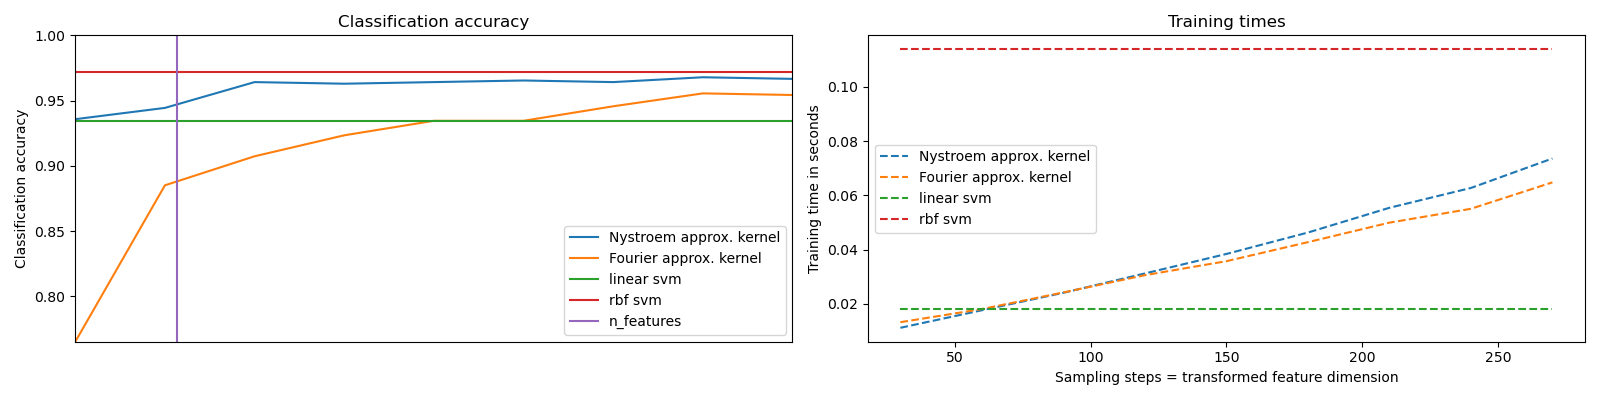 Classification accuracy
1.00
0.95
0.90
0.85
0.80
Classification accuracy
Nystroem approx. kernel
Fourier approx. kernel
linear svm
rbf svm
n_features
Training times
0.10
0.08
0.06
0.04
0.02
Training time in seconds
Nystroem approx. kernel
Fourier approx. kernel
linear svm
rbf svm
50
100
150
200
250
Sampling steps = transformed feature dimension